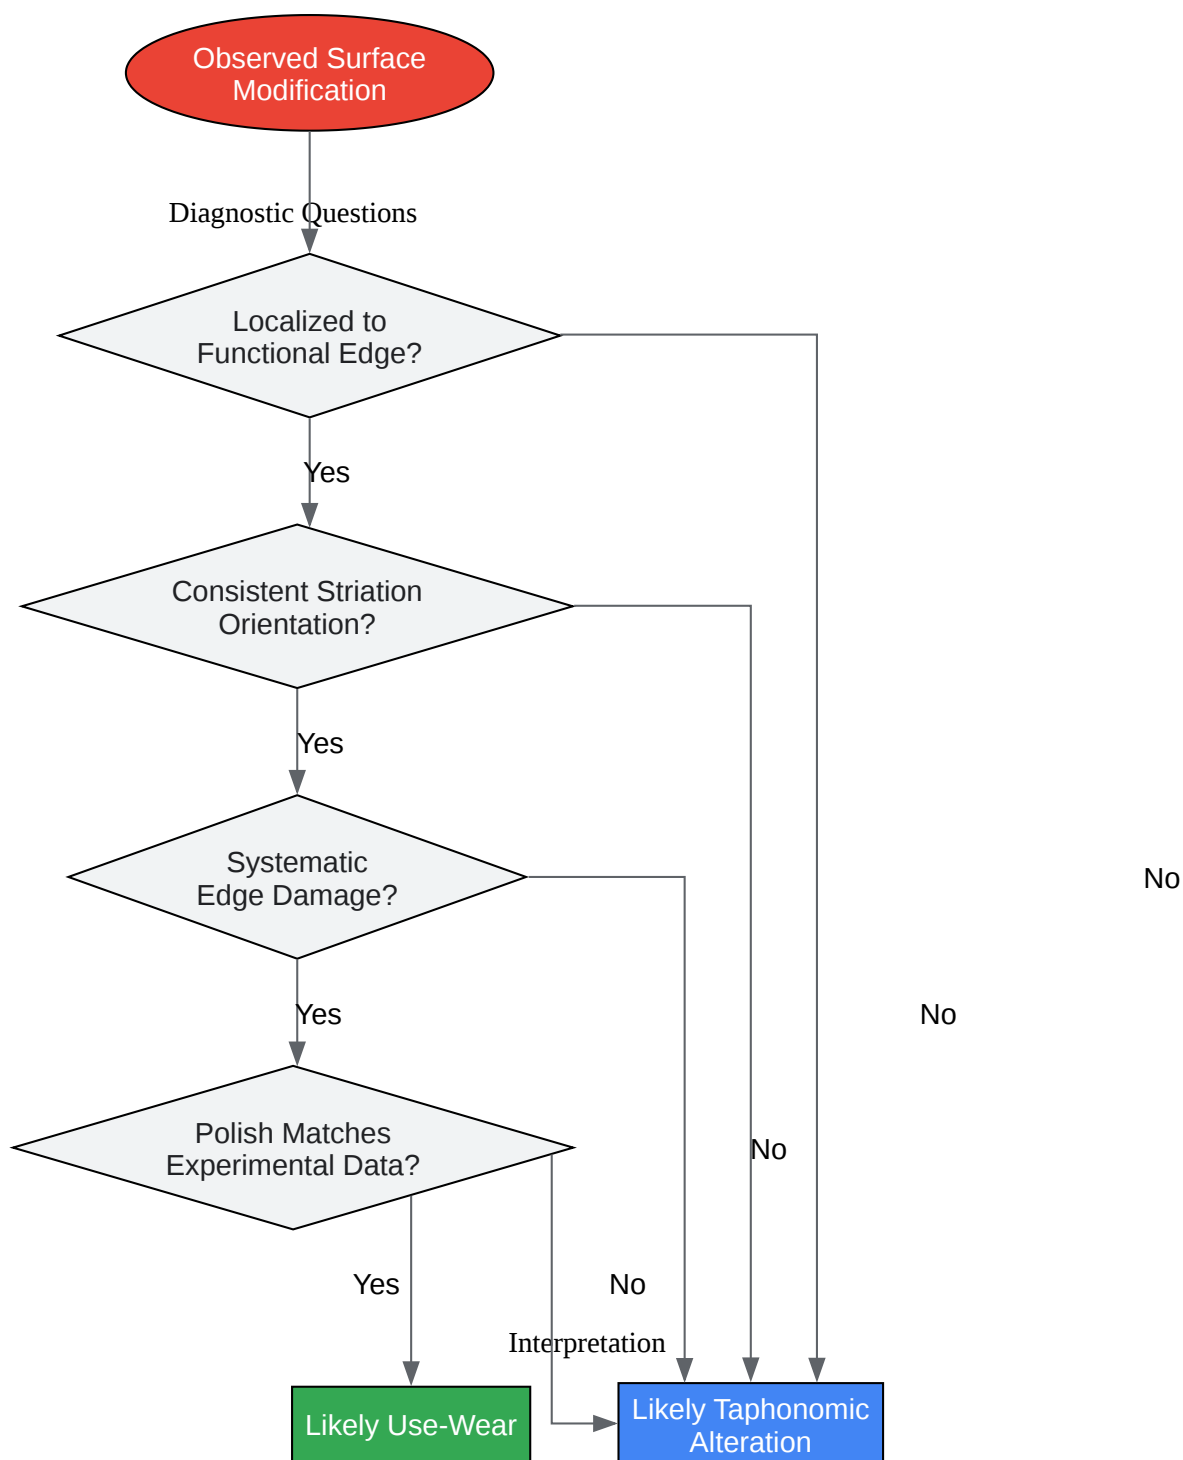 Observed Surface
Modification
Diagnostic Questions
Localized to
Functional Edge?
Yes
Consistent Striation
Orientation?
Yes
Systematic
Edge Damage?
No
Yes
No
Polish Matches
Experimental Data?
No
Yes
No
Interpretation
Likely Use-Wear
Likely Taphonomic
Alteration